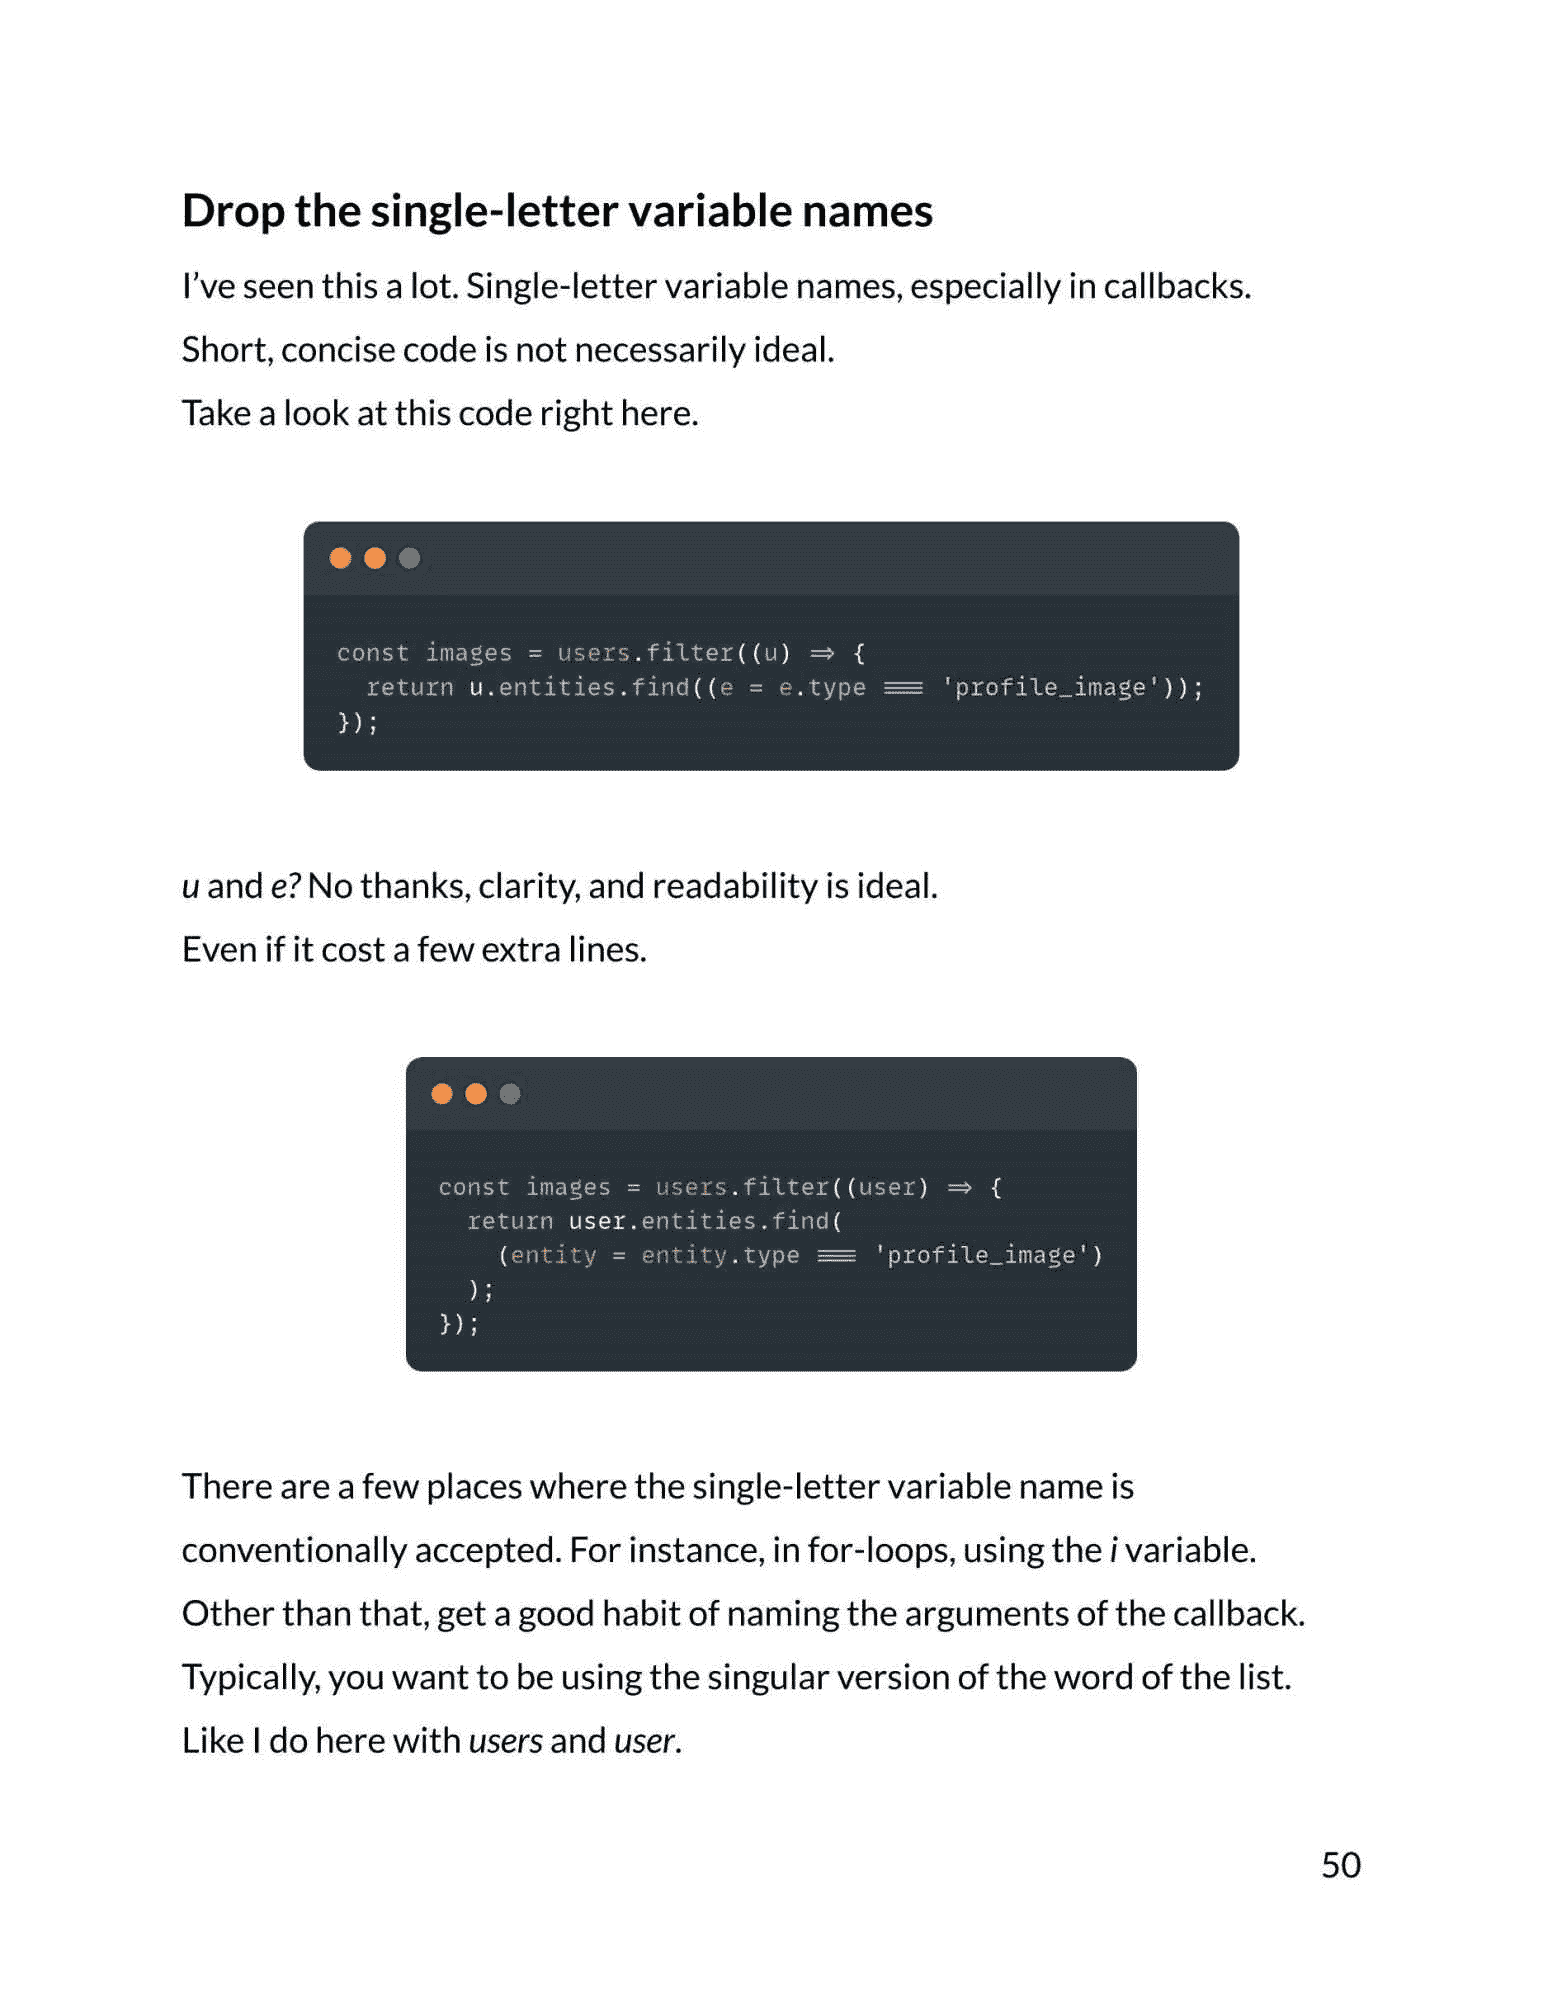 Drop the single-letter variable names
I’ve seen this a lot. Single-letter variable names, especially in callbacks.
Short, concise code is not necessarily ideal.
Take a look at this code right here.
const images = users.filter((u) => {
  return u.entities.find((e = e.type === 'profile_image'));
});
u and e? No thanks, clarity, and readability is ideal.
Even if it cost a few extra lines.
const images = users.filter((user) => {
  return user.entities.find(
    (entity = entity.type === 'profile_image')
  );
});
There are a few places where the single-letter variable name is
conventionally accepted. For instance, in for-loops, using the i variable.
Other than that, get a good habit of naming the arguments of the callback.
Typically, you want to be using the singular version of the word of the list.
Like I do here with users and user.
50